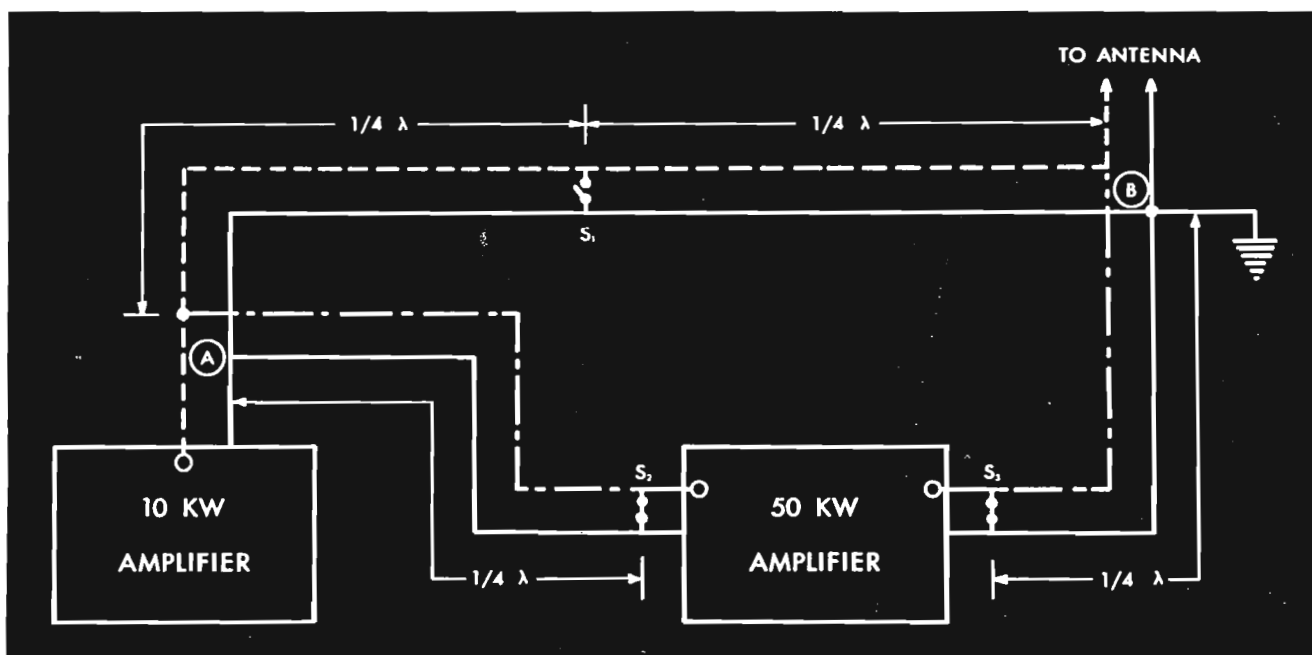 TO ANTENNA
1/4 λ
1/4 λ
B
S₁
A
S₂
S₃
10 KW
AMPLIFIER
50 KW
AMPLIFIER
1/4 λ
1/4 λ